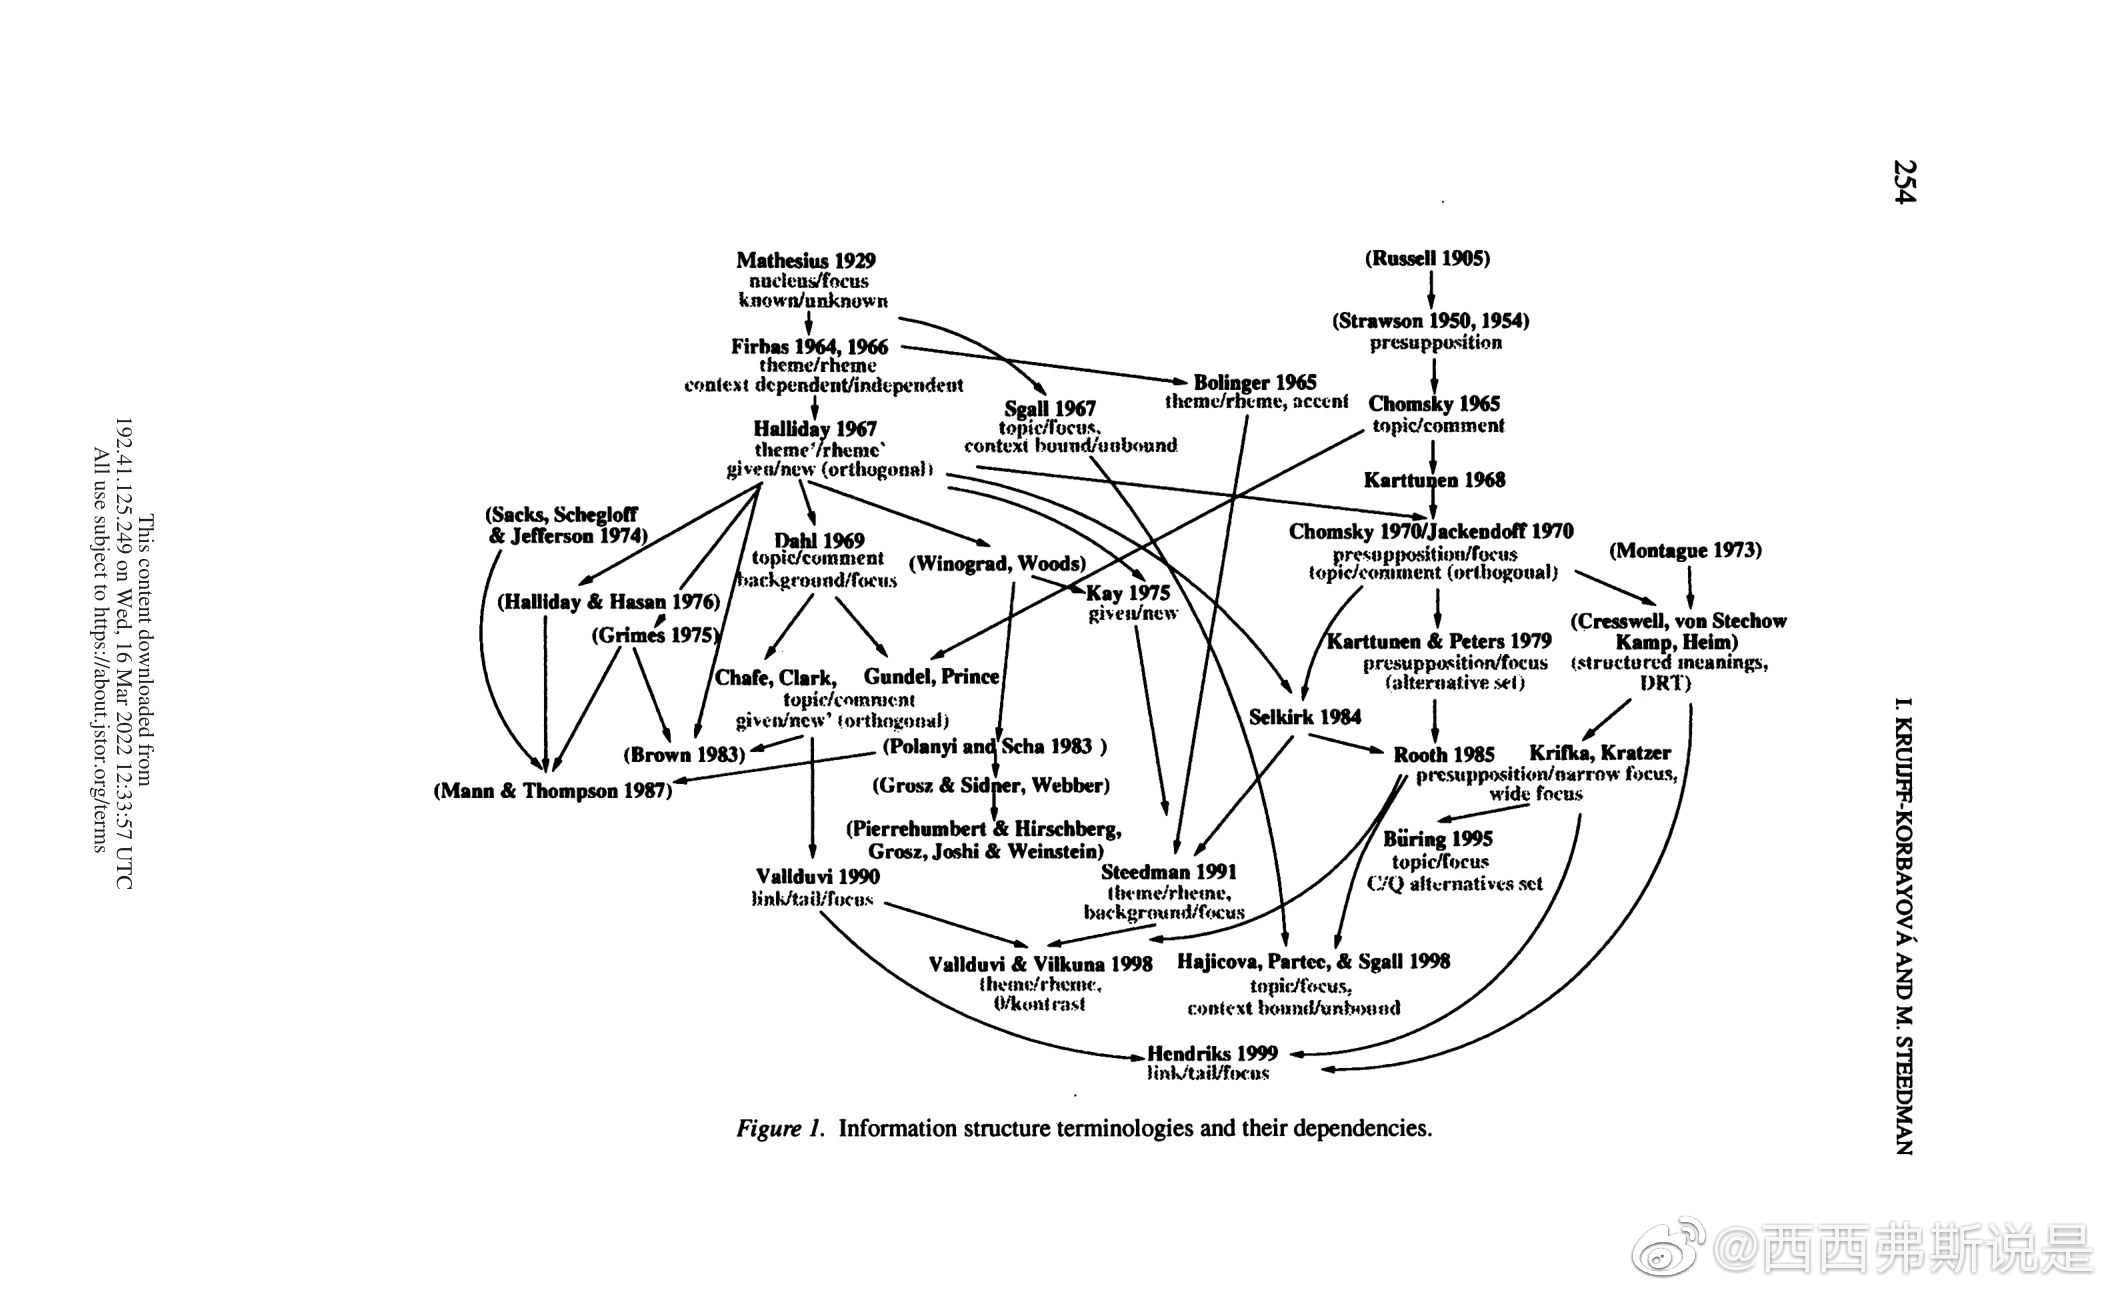 254
Mathesius 1929
nucleus/focus
known/unknown
(Russell 1905)
(Strawson 1950, 1954)
presupposition
Firbas 1964, 1966
theme/rheme
context dependent/independent
Bolinger 1965
theme/rheme, accent
Sgall 1967
topic/focus,
context bound/unbound
Chomsky 1965
topic/comment
Halliday 1967
theme'/rheme`
given/new (orthogonal)
Karttunen 1968
(Sacks, Schegloff
& Jefferson 1974)
Dahl 1969
topic/comment
background/focus
(Winograd, Woods)
Chomsky 1970/Jackendoff 1970
presupposition/focus
topic/comment (orthogonal)
(Montague 1973)
(Halliday & Hasan 1976)
Kay 1975
given/new
(Grimes 1975)
(Cresswell, von Stechow
Kamp, Heim)
(structured meanings,
DRT)
Karttunen & Peters 1979
presupposition/focus
(alternative set)
Chafe, Clark, Gundel, Prince
topic/comment
given/new' (orthogonal)
Selkirk 1984
(Brown 1983)
(Polanyi and Scha 1983 )
Rooth 1985 Krifka, Kratzer
presupposition/narrow focus,
wide focus
(Mann & Thompson 1987)
(Grosz & Sidner, Webber)
(Pierrehumbert & Hirschberg,
Grosz, Joshi & Weinstein)
Büring 1995
topic/focus
C/Q alternatives set
Vallduvi 1990
link/tail/focus
Steedman 1991
theme/rheme,
background/focus
Vallduvi & Vilkuna 1998
theme/rheme,
0/kontrast
Hajicova, Partee, & Sgall 1998
topic/focus,
context bound/unbound
Hendriks 1999
link/tail/focus
Figure 1. Information structure terminologies and their dependencies.
I. KRUIJFF-KORBAYOVÁ AND M. STEEDMAN
This content downloaded from
192.41.125.249 on Wed, 16 Mar 2022 12:33:57 UTC
All use subject to https://about.jstor.org/terms
@西西弗斯说是